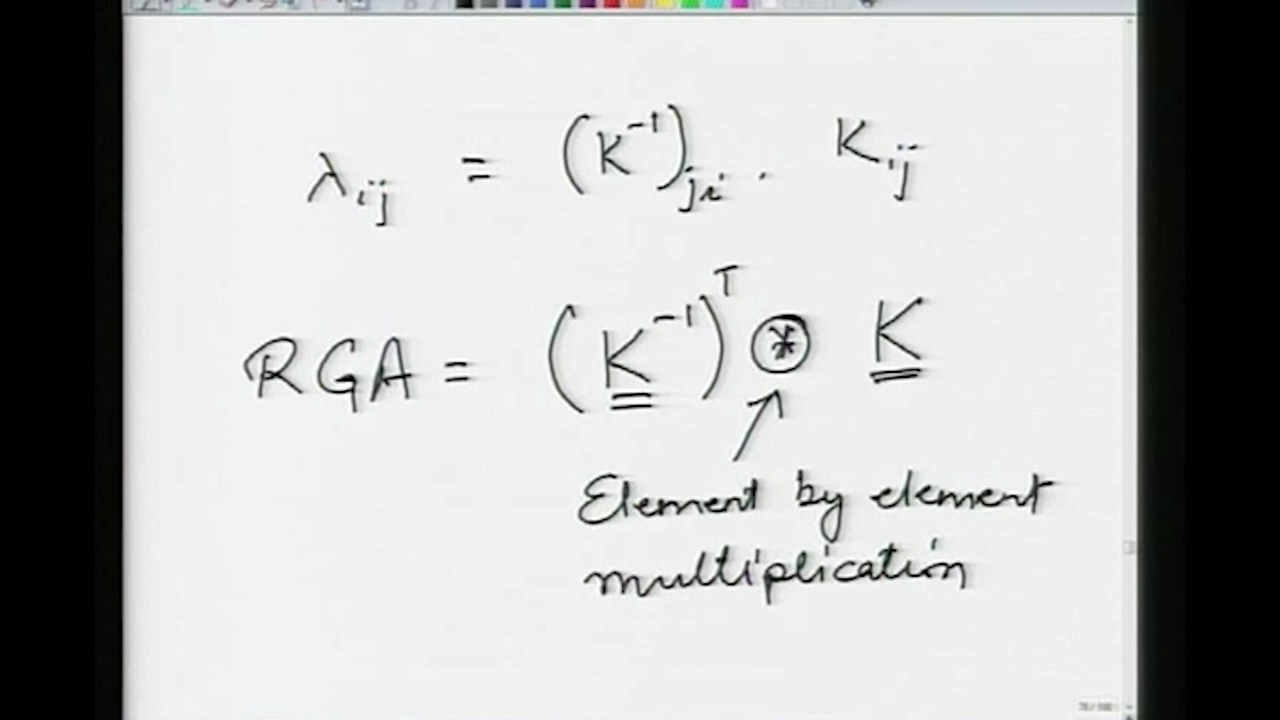 λij = (K⁻¹)ji · Kij
RGA = (K⁻¹)ᵀ ⊛ K
Element by element
multiplication